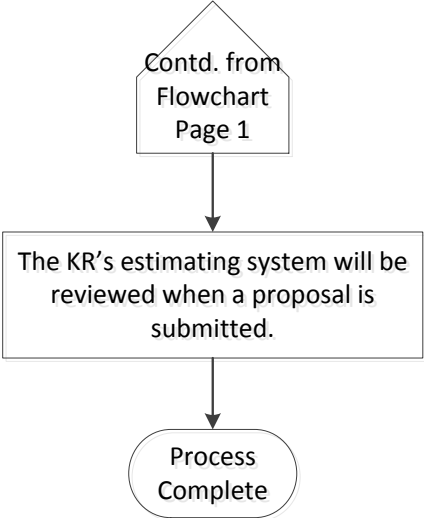 Contd. from
Flowchart
Page 1
The KR's estimating system will be
reviewed when a proposal is
submitted.
Process
Complete